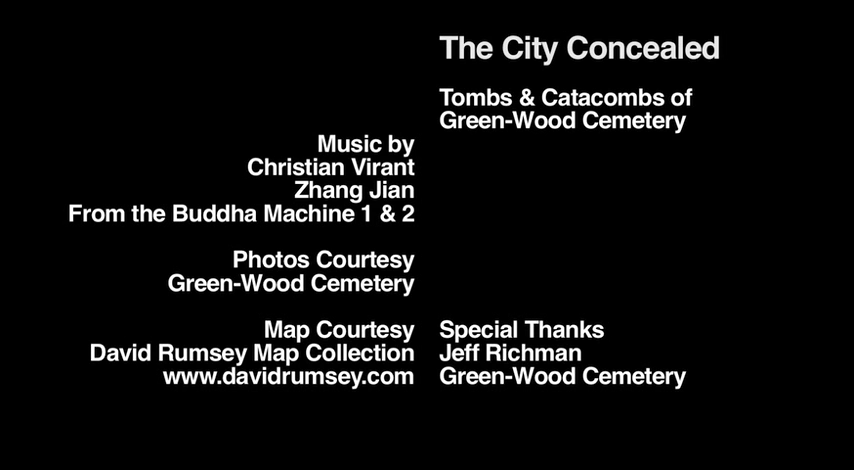 The City Concealed
Tombs & Catacombs of
Green-Wood Cemetery
Music by
Christian Virant
Zhang Jian
From the Buddha Machine 1 & 2
Photos Courtesy
Green-Wood Cemetery
Map Courtesy
David Rumsey Map Collection
www.davidrumsey.com
Special Thanks
Jeff Richman
Green-Wood Cemetery